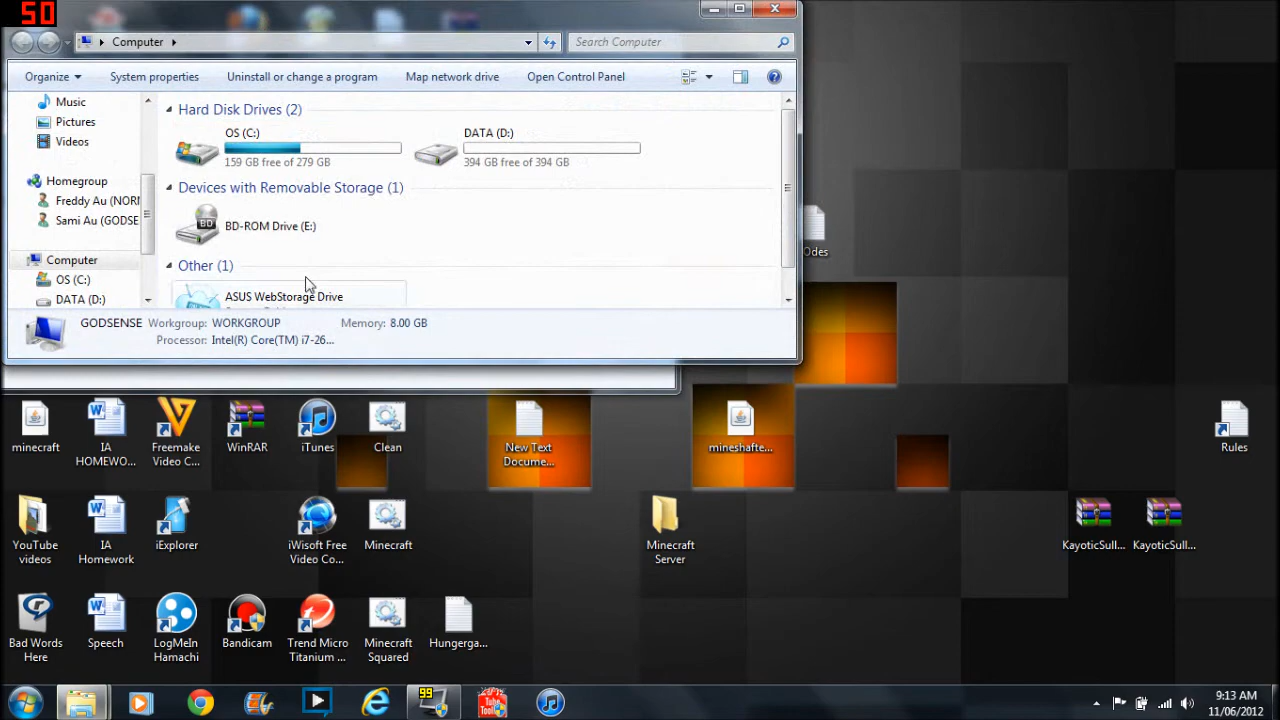 50
Computer
Search Computer
Organize
System properties
Uninstall or change a program
Map network drive
Open Control Panel
Music
Pictures
Videos
Homegroup
Freddy Au (NORM
Sami Au (GODSE
Computer
OS (C:)
DATA (D:)
Hard Disk Drives (2)
OS (C:)
159 GB free of 279 GB
DATA (D:)
394 GB free of 394 GB
Devices with Removable Storage (1)
BD
BD-ROM Drive (E:)
Other (1)
ASUS WebStorage Drive
GODSENSE
Workgroup: WORKGROUP
Memory: 8.00 GB
Processor: Intel(R) Core(TM) i7-26...
Odes
minecraft
IA
HOMEWO...
Freemake
Video C...
WinRAR
iTunes
Clean
New Text
Docume...
mineshafte...
Rules
YouTube
videos
IA
Homework
iExplorer
iWisoft Free
Video Co...
Minecraft
Minecraft
Server
KayoticSull...
KayoticSull...
Bad Words
Here
Speech
LogMeIn
Hamachi
Bandicam
Trend Micro
Titanium ...
Minecraft
Squared
Hungerga...
99
9:13 AM
11/06/2012